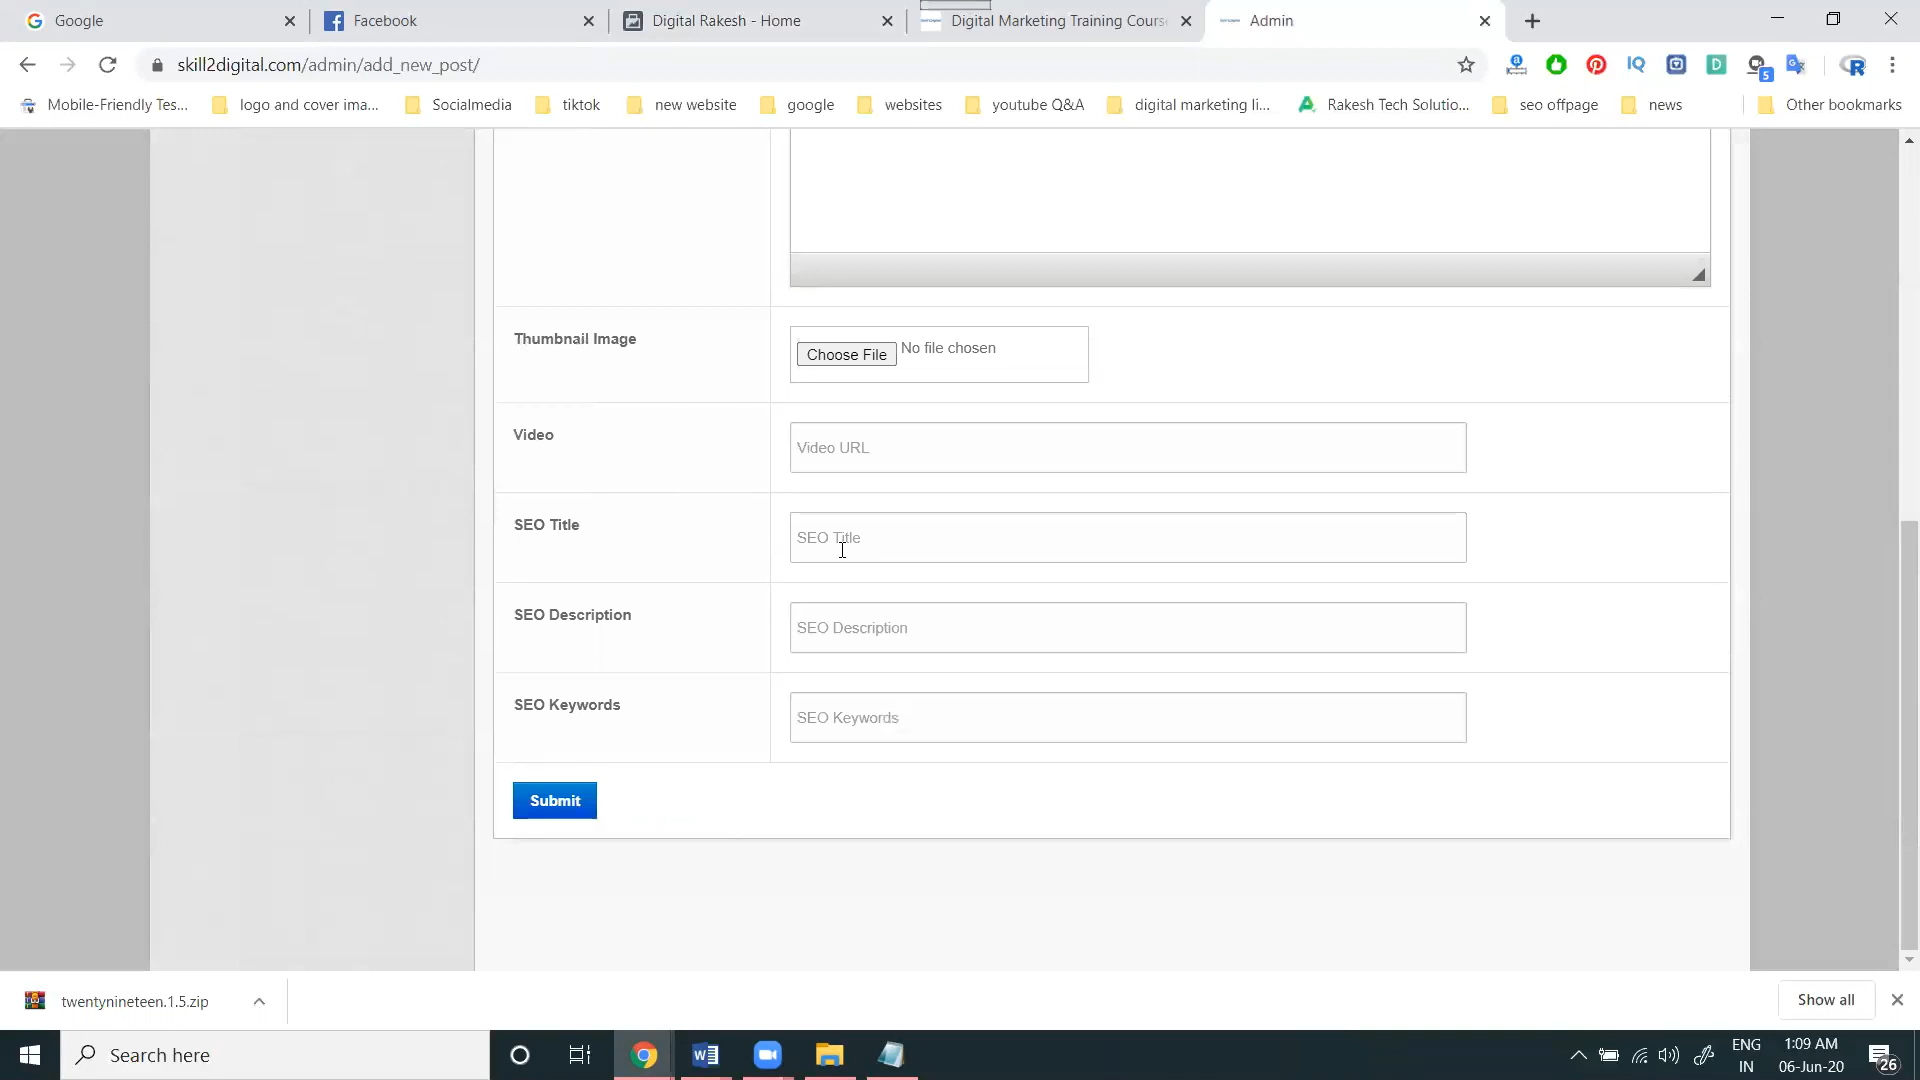 Google
Facebook
Digital Rakesh - Home
Digital Marketing Training Cours
Admin
skill2digital.com/admin/add_new_post/
5
Mobile-Friendly Tes...
logo and cover ima...
Socialmedia
tiktok
new website
google
websites
youtube Q&A
digital marketing li...
Rakesh Tech Solutio...
seo offpage
news
Other bookmarks
Thumbnail Image
Choose File
No file chosen
Video
Video URL
SEO Title
SEO Title
SEO Description
SEO Description
SEO Keywords
SEO Keywords
Submit
twentynineteen.1.5.zip
Show all
Search here
ENG
IN
1:09 AM
06-Jun-20
26